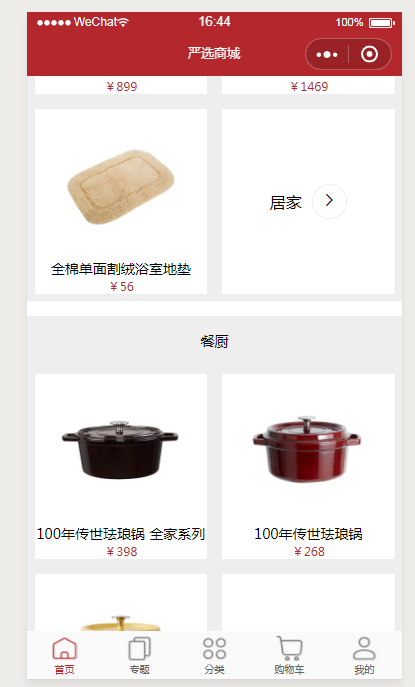 WeChat 16:44 100%
严选商城
￥899 ￥1469
全棉单面割绒浴室地垫
￥56
居家
餐厨
100年传世珐琅锅 全家系列
￥398
100年传世珐琅锅
￥268
首页 专题 分类 购物车 我的